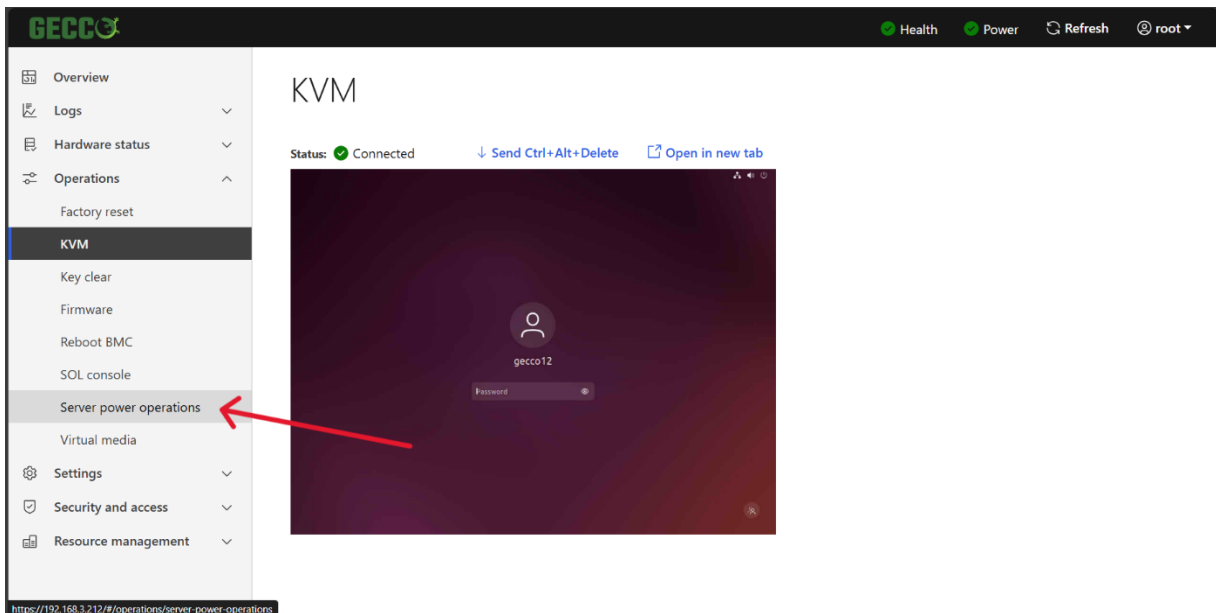 GECCO
Health Power Refresh root
Overview
Logs
Hardware status
Operations
Factory reset
KVM
Key clear
Firmware
Reboot BMC
SOL console
Server power operations
Virtual media
Settings
Security and access
Resource management
KVM
Status: Connected Send Ctrl+Alt+Delete Open in new tab
gecco12
Password
https://192.168.3.212/#/operations/server-power-operations